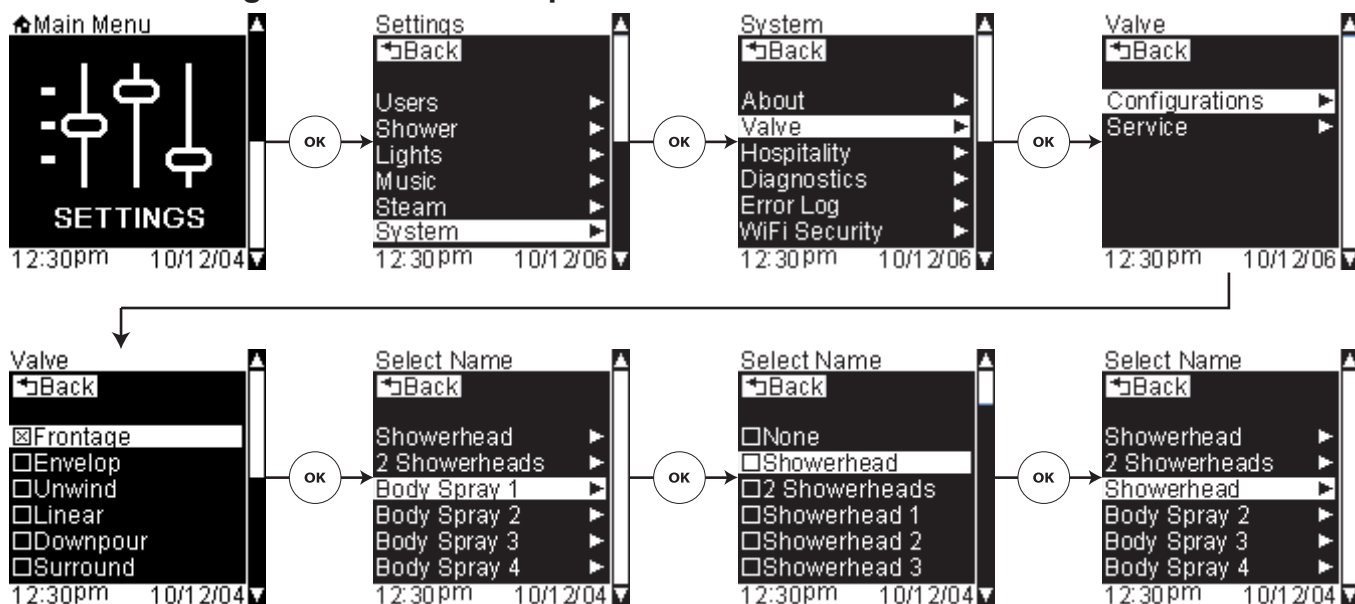 Main Menu
SETTINGS
12:30pm 10/12/04
OK
Settings
Back
Users
Shower
Lights
Music
Steam
System
12:30pm 10/12/06
OK
System
Back
About
Valve
Hospitality
Diagnostics
Error Log
WiFi Security
12:30pm 10/12/06
OK
Valve
Back
Configurations
Service
12:30pm 10/12/06
Valve
Back
Frontage
Envelop
Unwind
Linear
Downpour
Surround
12:30pm 10/12/04
OK
Select Name
Back
Showerhead
2 Showerheads
Body Spray 1
Body Spray 2
Body Spray 3
Body Spray 4
12:30pm 10/12/04
OK
Select Name
Back
None
Showerhead
2 Showerheads
Showerhead 1
Showerhead 2
Showerhead 3
12:30pm 10/12/04
OK
Select Name
Back
Showerhead
2 Showerheads
Showerhead
Body Spray 2
Body Spray 3
Body Spray 4
12:30pm 10/12/04